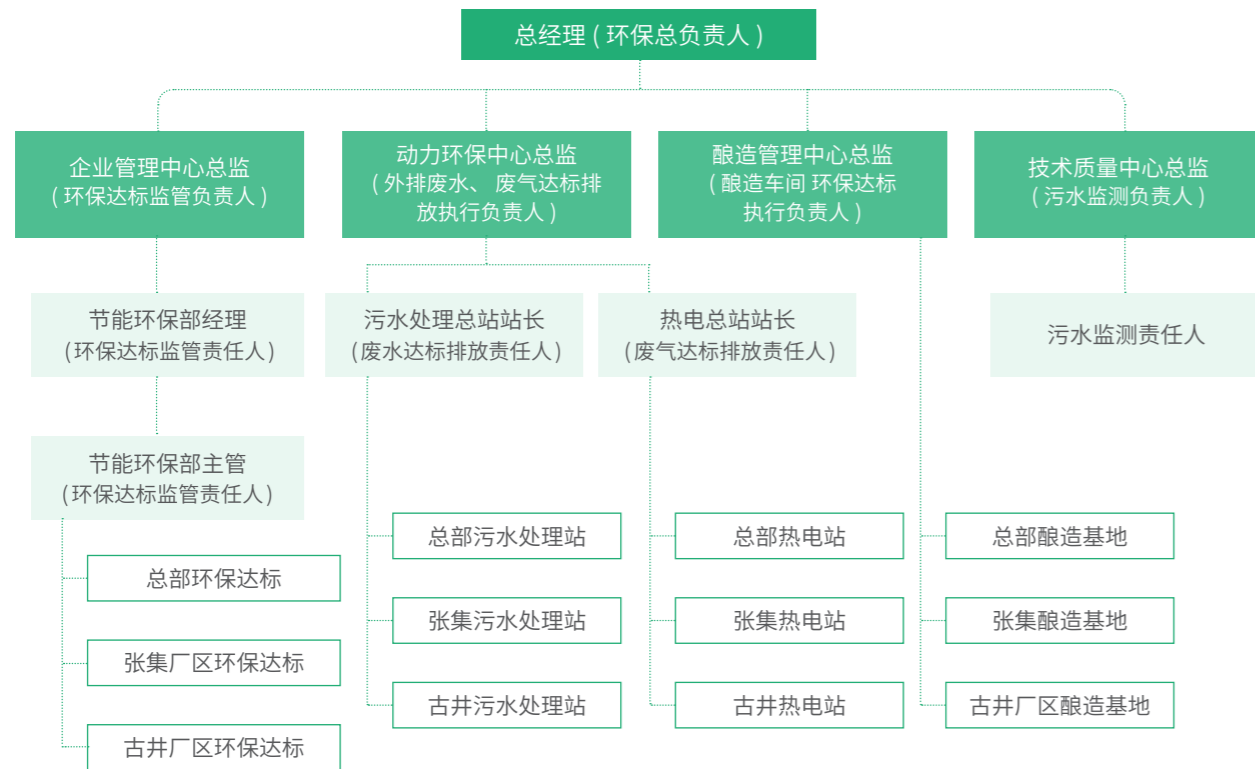 总经理 ( 环保总负责人 )
企业管理中心总监
( 环保达标监管负责人 )
动力环保中心总监
( 外排废水、 废气达标排
放执行负责人 )
酿造管理中心总监
( 酿造车间 环保达标
执行负责人 )
技术质量中心总监
( 污水监测负责人 )
节能环保部经理
(环保达标监管责任人)
污水处理总站站长
(废水达标排放责任人)
热电总站站长
(废气达标排放责任人)
污水监测责任人
节能环保部主管
(环保达标监管责任人)
总部环保达标
张集厂区环保达标
古井厂区环保达标
总部污水处理站
张集污水处理站
古井污水处理站
总部热电站
张集热电站
古井热电站
总部酿造基地
张集酿造基地
古井厂区酿造基地